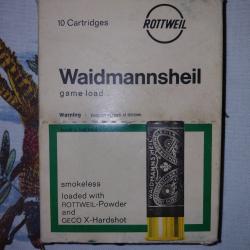 10 Cartridges
ROTTWEIL
Waidmannsheil
game load
Warning
smokeless
loaded with
ROTTWEIL-Powder
and
GECO X-Hardshot
WAIDMANNSHEIL